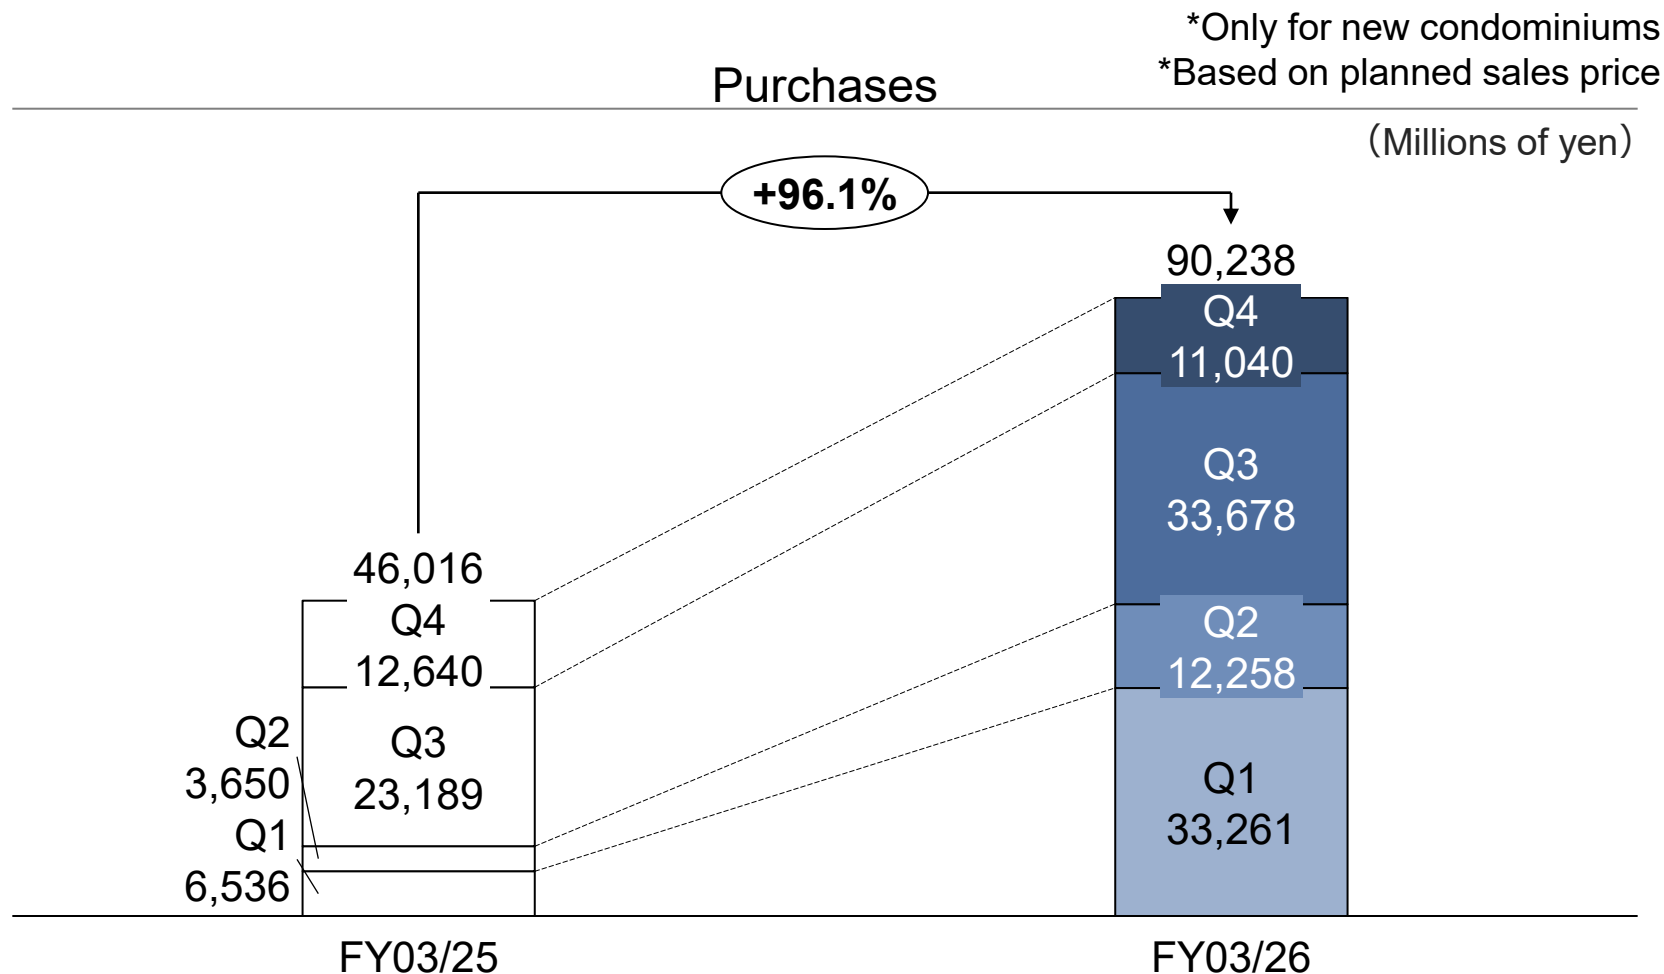 *Only for new condominiums
*Based on planned sales price
Purchases
（Millions of yen）
+96.1%
46,016
Q4
12,640
Q3
23,189
Q2
3,650
Q1
6,536
90,238
Q4
11,040
Q3
33,678
Q2
12,258
Q1
33,261
FY03/25
FY03/26